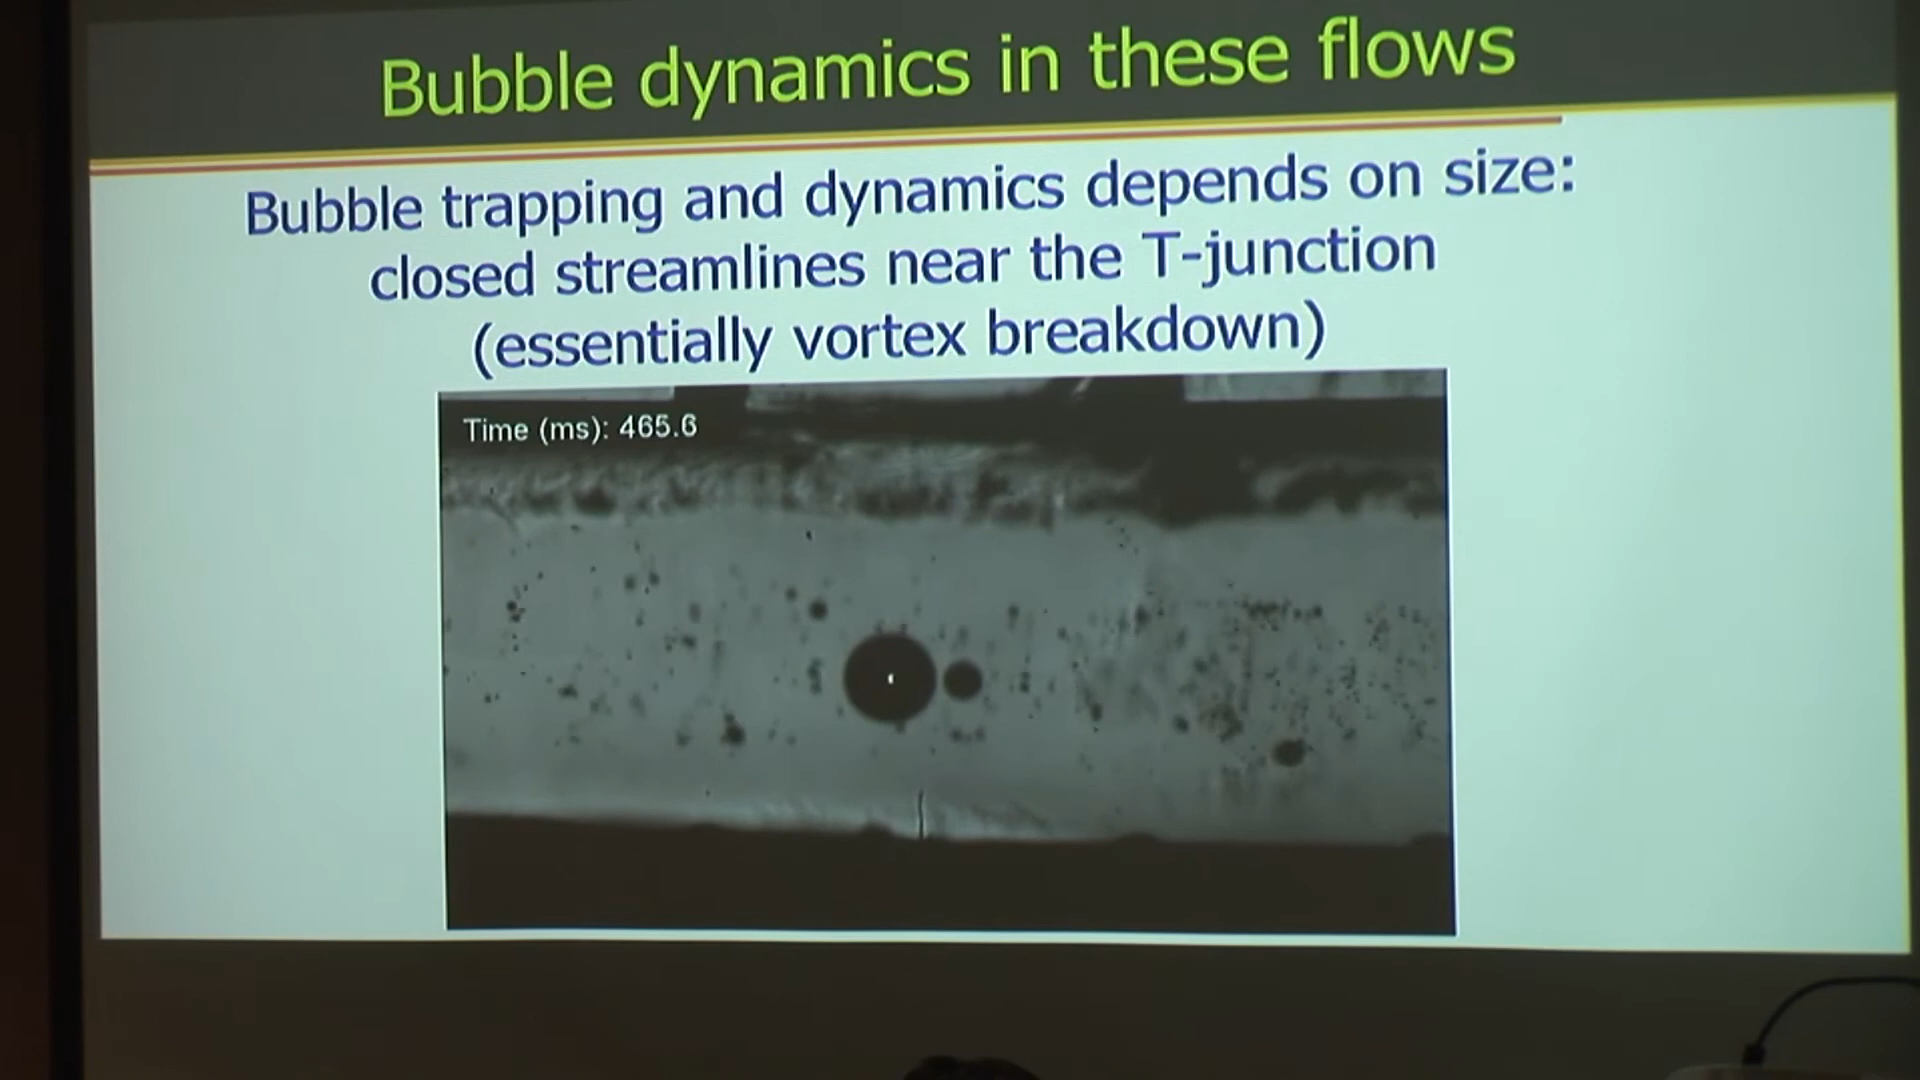 Bubble dynamics in these flows
Bubble trapping and dynamics depends on size:
closed streamlines near the T-junction
(essentially vortex breakdown)
Time (ms): 465.6